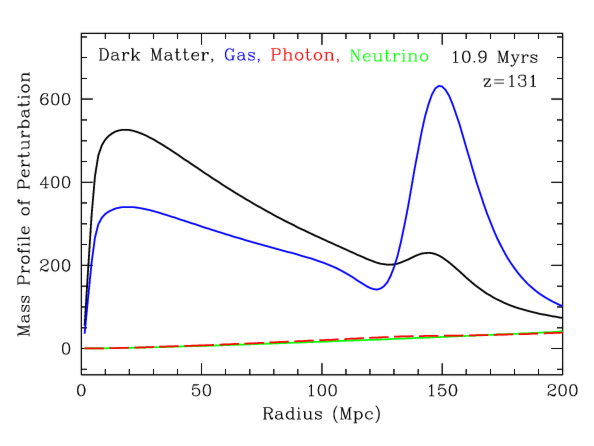 Dark Matter, Gas, Photon, Neutrino 10.9 Myrs
z=131
Mass Profile of Perturbation
600
400
200
0
0 50 100 150 200
Radius (Mpc)